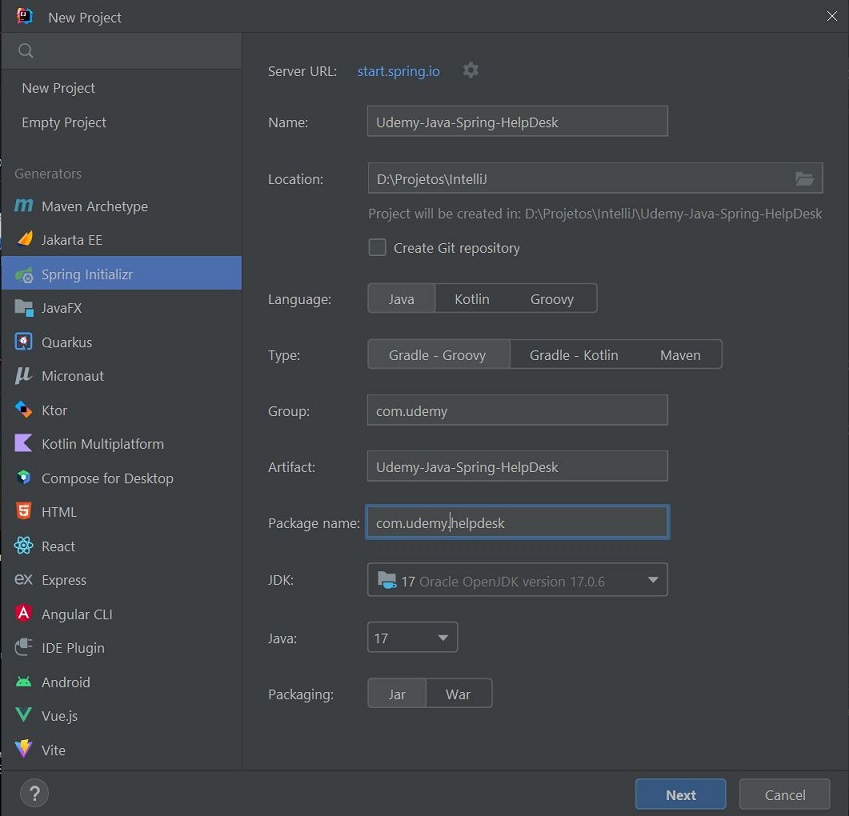 New Project
New Project
Empty Project
Generators
Maven Archetype
Jakarta EE
Spring Initializr
JavaFX
Quarkus
Micronaut
Ktor
Kotlin Multiplatform
Compose for Desktop
HTML
React
Express
Angular CLI
IDE Plugin
Android
Vue.js
Vite
Server URL: start.spring.io
Name: Udemy-Java-Spring-HelpDesk
Location: D:\Projetos\IntelliJ
Project will be created in: D:\Projetos\IntelliJ\Udemy-Java-Spring-HelpDesk
Create Git repository
Language: Java Kotlin Groovy
Type: Gradle - Groovy Gradle - Kotlin Maven
Group: com.udemy
Artifact: Udemy-Java-Spring-HelpDesk
Package name: com.udemy.helpdesk
JDK: 17 Oracle OpenJDK version 17.0.6
Java: 17
Packaging: Jar War
? Next Cancel